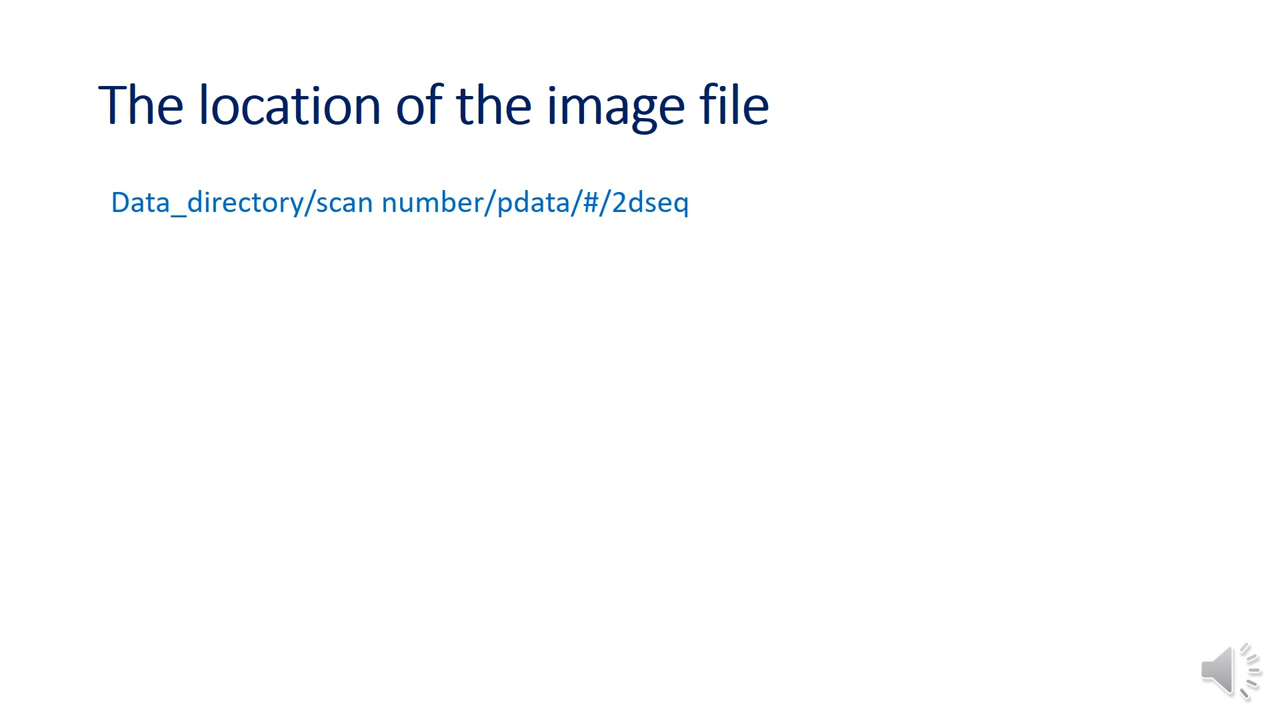 The location of the image file
Data_directory/scan number/pdata/#/2dseq